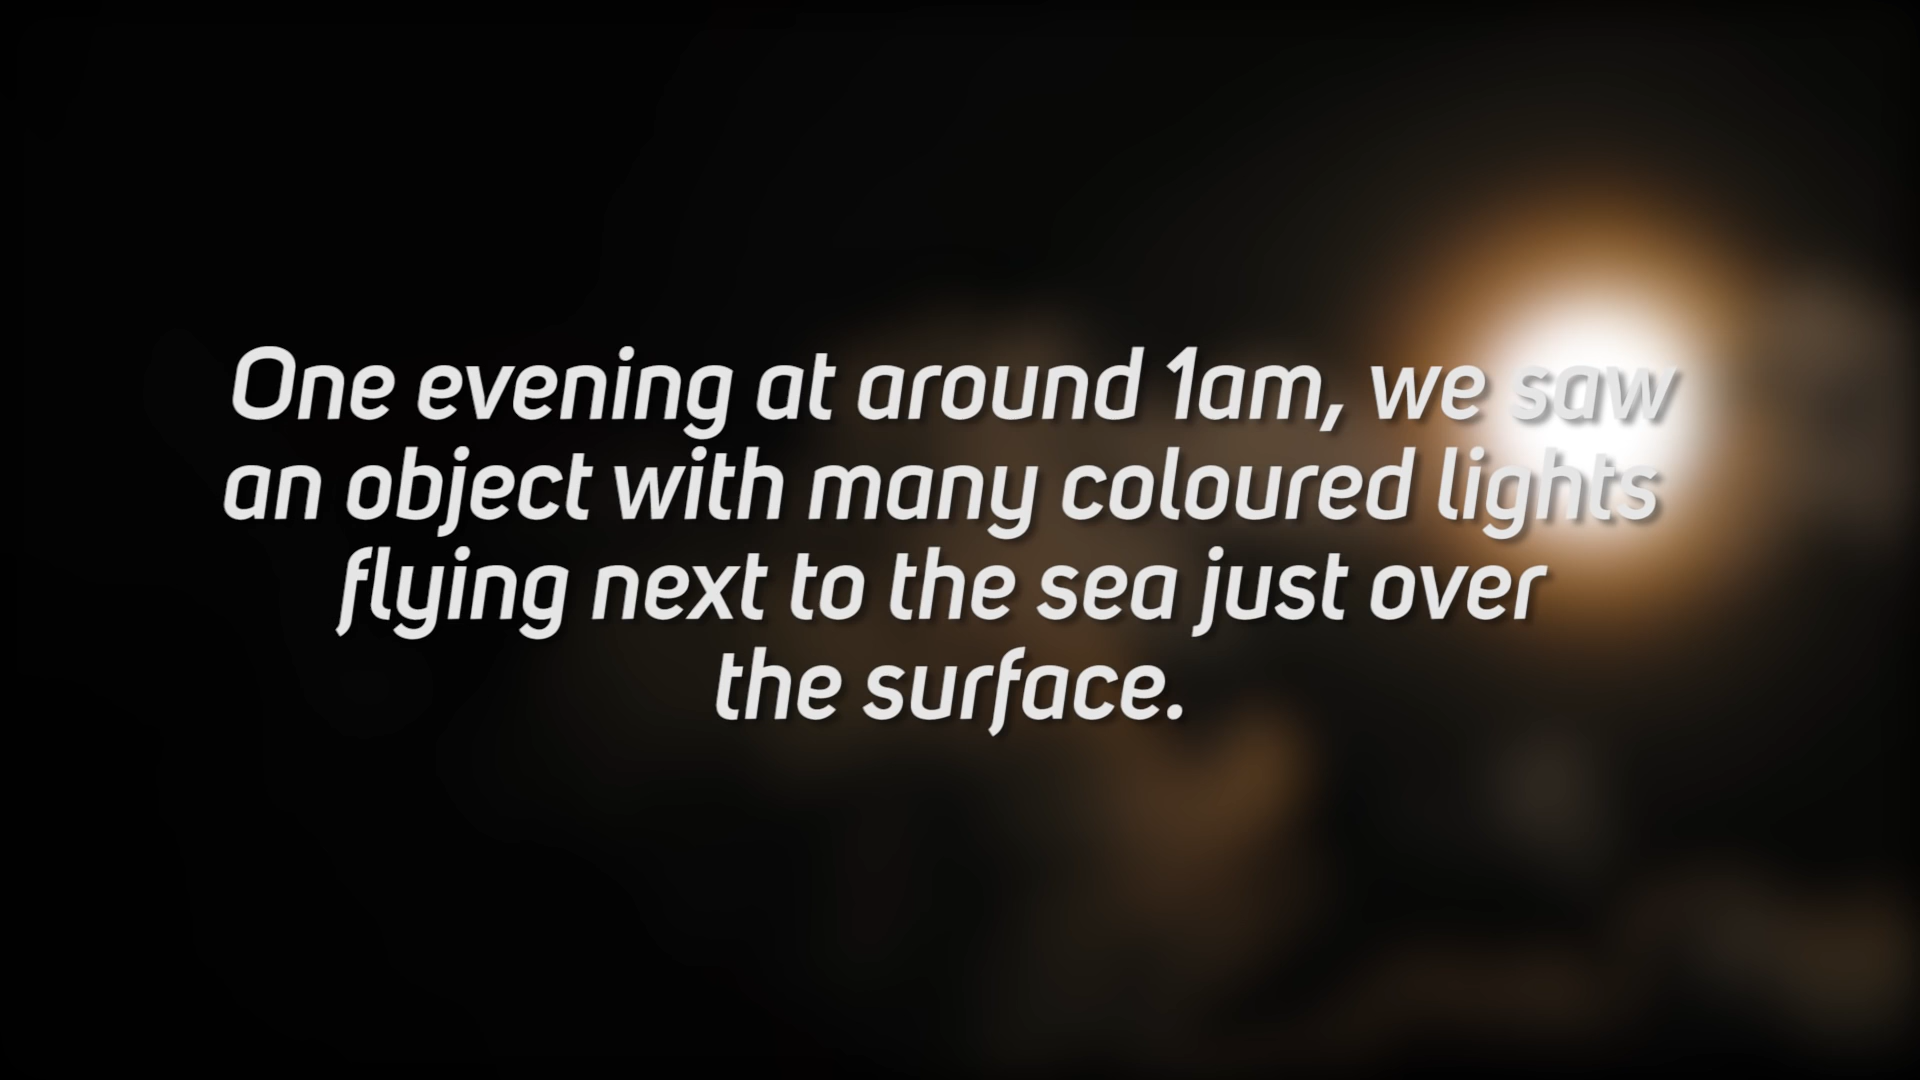 One evening at around 1am, we saw
an object with many coloured lights
flying next to the sea just over
the surface.